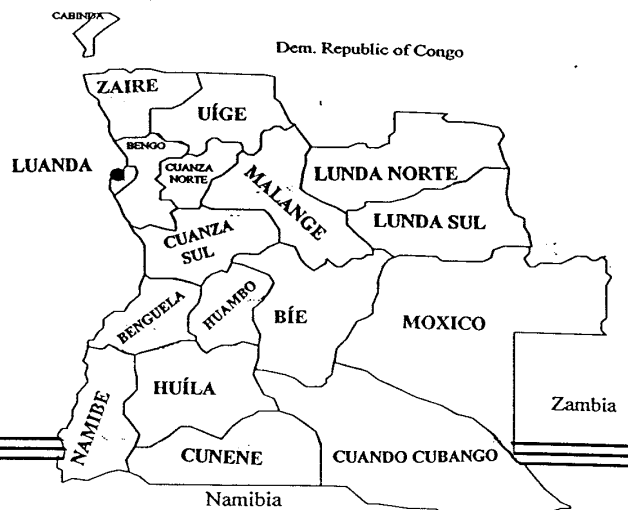 CABINDA
Dem. Republic of Congo
ZAIRE
UÍGE
BENGO
LUANDA
CUANZA
NORTE
MALANGE
LUNDA NORTE
LUNDA SUL
CUANZA
SUL
BENGUELA
HUAMBO
BÍE
MOXICO
HUÍLA
NAMIBE
Zambia
CUNENE
CUANDO CUBANGO
Namibia